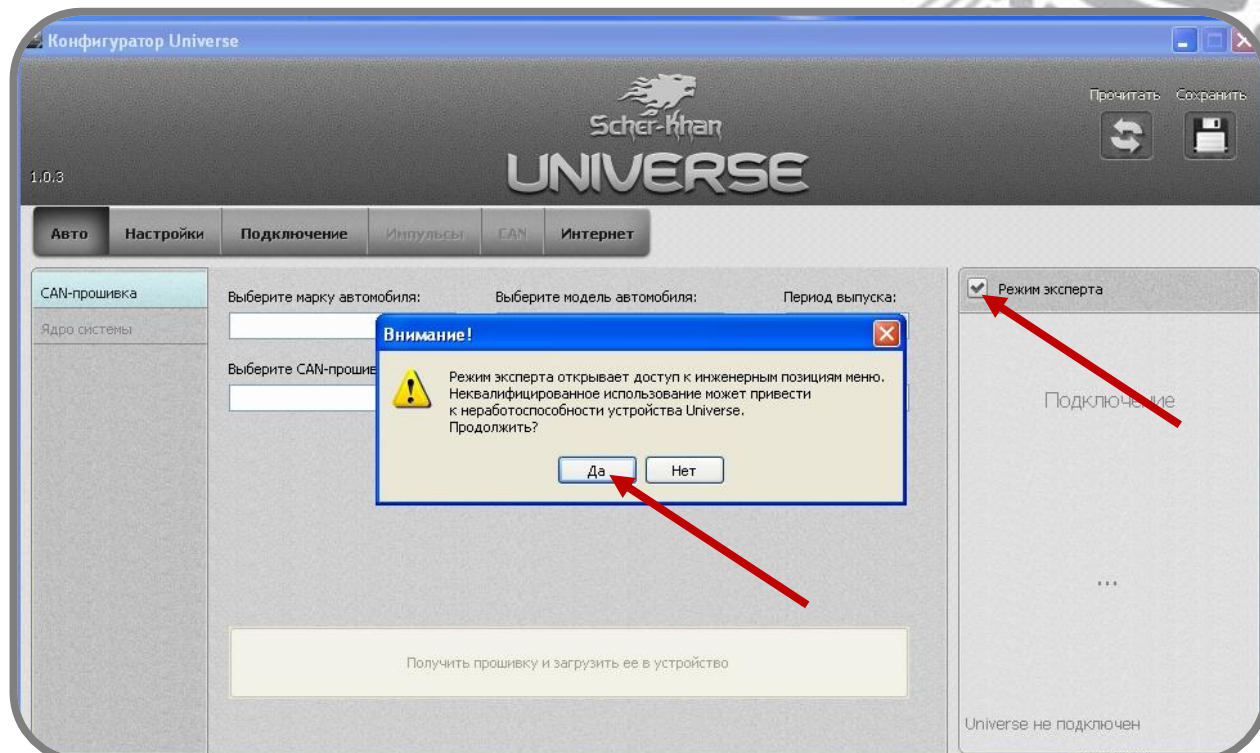 Конфигуратор Universe
Прочитать Сохранить
Scher-Khan
UNIVERSE
1.0.3
Авто Настройки Подключение Импульсы CAN Интернет
CAN-прошивка
Ядро системы
Выберите марку автомобиля: Выберите модель автомобиля: Период выпуска:
Режим эксперта
Внимание!
Выберите CAN-прошив
Режим эксперта открывает доступ к инженерным позициям меню.
Неквалифицированное использование может привести
к неработоспособности устройства Universe.
Продолжить?
Да Нет
Подключение
...
Получить прошивку и загрузить ее в устройство
Universe не подключен